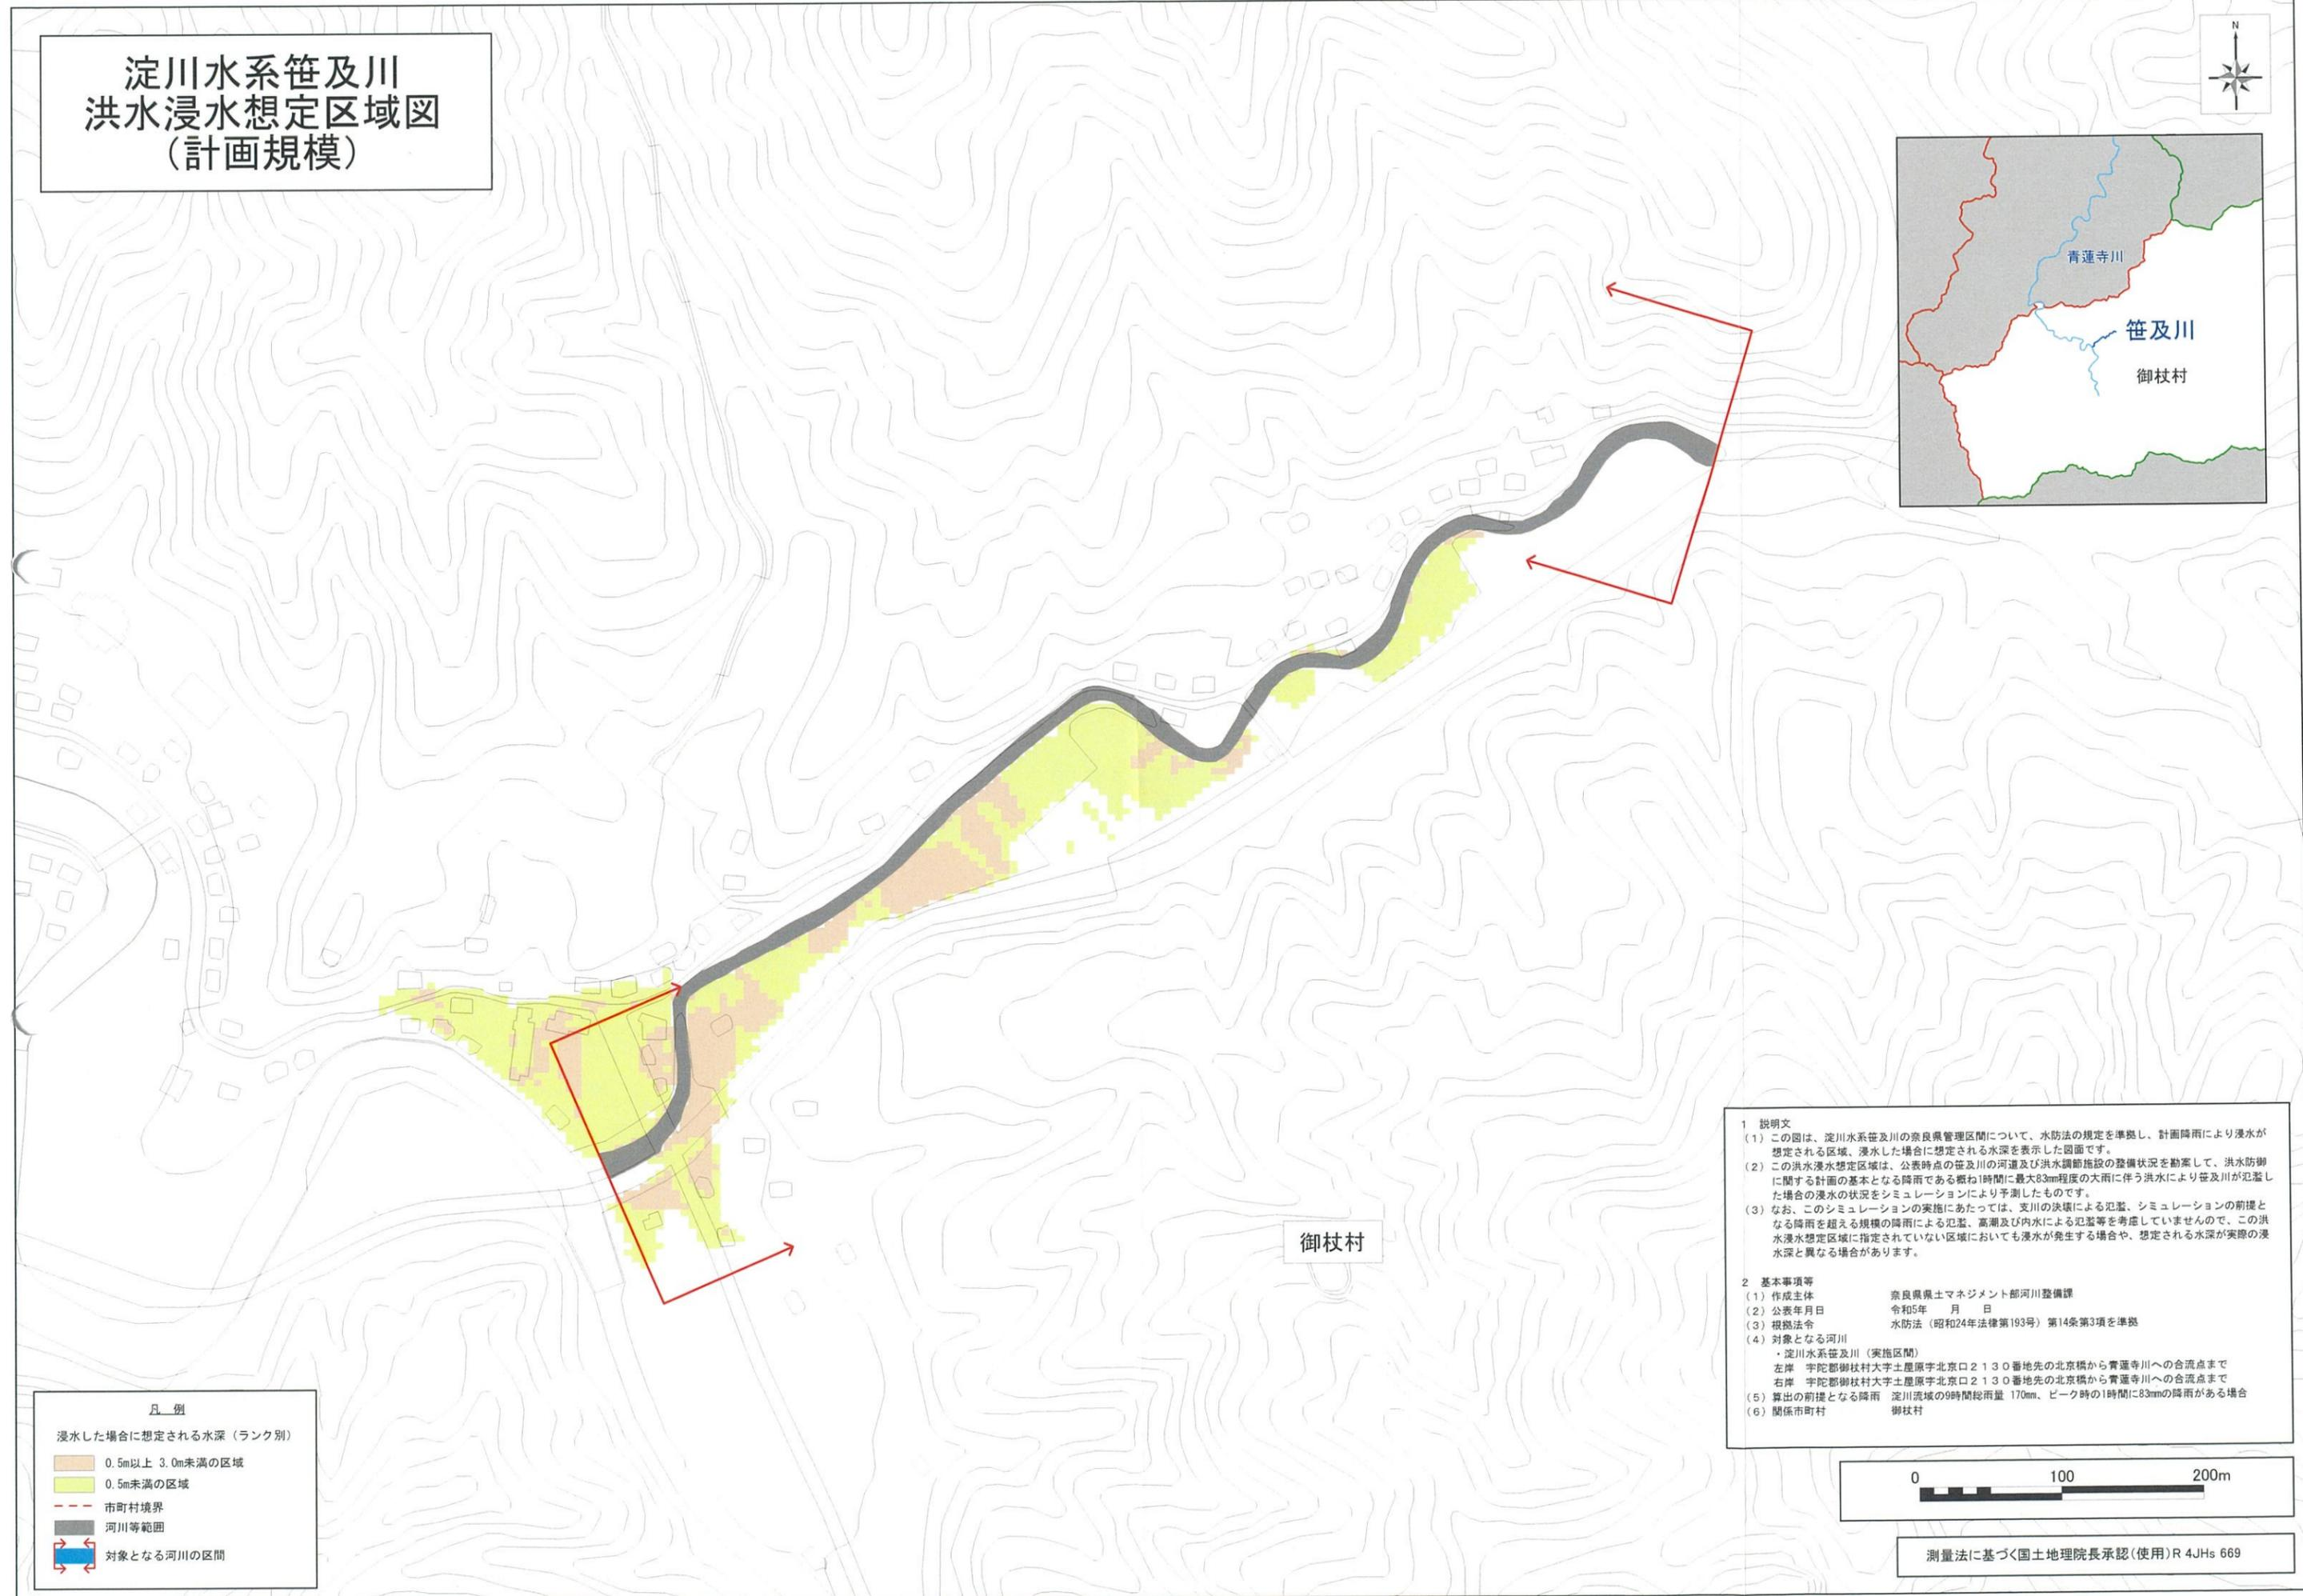 淀川水系笹及川
洪水浸水想定区域図
（計画規模）
N
青蓮寺川
笹及川
御杖村
御杖村
1 説明文
（1）この図は、淀川水系笹及川の奈良県管理区間について、水防法の規定を準拠し、計画降雨により浸水が
想定される区域、浸水した場合に想定される水深を表示した図面です。
（2）この洪水浸水想定区域は、公表時点の笹及川の河道及び洪水調節施設の整備状況を勘案して、洪水防御
に関する計画の基本となる降雨である概ね1時間に最大83mm程度の大雨に伴う洪水により笹及川が氾濫し
た場合の浸水の状況をシミュレーションにより予測したものです。
（3）なお、このシミュレーションの実施にあたっては、支川の決壊による氾濫、シミュレーションの前提と
なる降雨を超える規模の降雨による氾濫、高潮及び内水による氾濫等を考慮していませんので、この洪
水浸水想定区域に指定されていない区域においても浸水が発生する場合や、想定される水深が実際の浸
水深と異なる場合があります。
2 基本事項等
（1）作成主体 奈良県県土マネジメント部河川整備課
（2）公表年月日 令和5年 月 日
（3）根拠法令 水防法（昭和24年法律第193号）第14条第3項を準拠
（4）対象となる河川
・淀川水系笹及川（実施区間）
左岸 宇陀郡御杖村大字土屋原字北京口２１３０番地先の北京橋から青蓮寺川への合流点まで
右岸 宇陀郡御杖村大字土屋原字北京口２１３０番地先の北京橋から青蓮寺川への合流点まで
（5）算出の前提となる降雨 淀川流域の9時間総雨量 170mm、ピーク時の1時間に83mmの降雨がある場合
（6）関係市町村 御杖村
凡 例
浸水した場合に想定される水深（ランク別）
0.5m以上 3.0m未満の区域
0.5m未満の区域
市町村境界
河川等範囲
対象となる河川の区間
0 100 200m
測量法に基づく国土地理院長承認（使用）R 4JHs 669